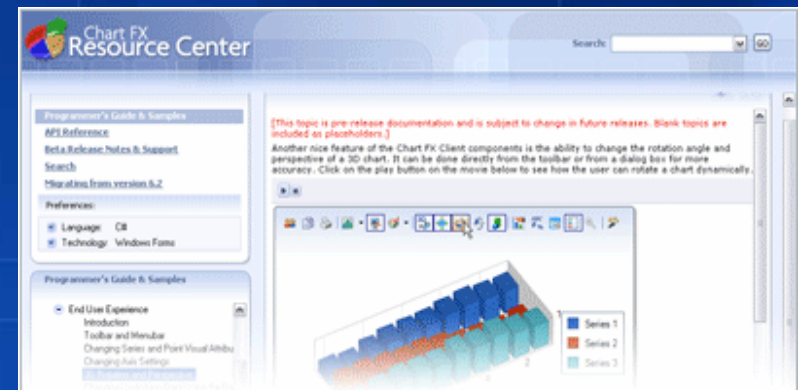 Chart FX
Resource Center
Search:
GO
Programmer's Guide & Samples
API Reference
Beta Release Notes & Support
Search
Migrating from version 6.2
Preferences:
Language: C#
Technology: Windows Forms
Programmer's Guide & Samples
End User Experience
Introduction
Toolbar and Menubar
Changing Series and Point Visual Attribu
Changing Axis Settings
3D Rotation and Perspective
[This topic is pre-release documentation and is subject to change in future releases. Blank topics are
included as placeholders.]
Another nice feature of the Chart FX Client components is the ability to change the rotation angle and
perspective of a 3D chart. It can be done directly from the toolbar or from a dialog box for more
accuracy. Click on the play button on the movie below to see how the user can rotate a chart dynamically.
Series 1
Series 2
Series 3